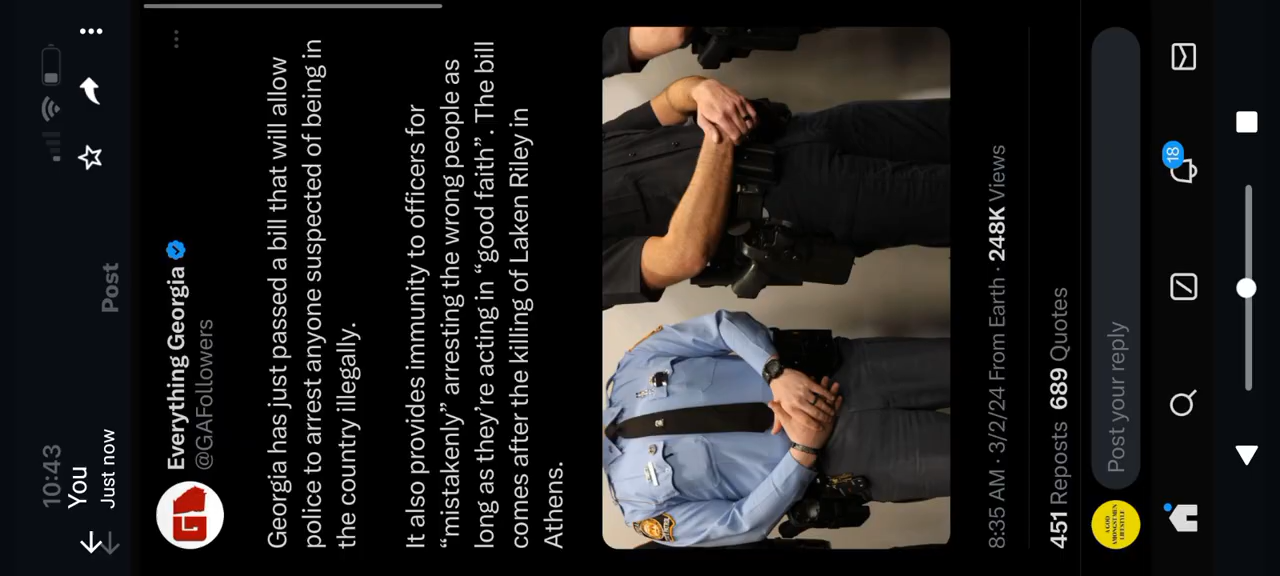 10:43
You
Just now
Post
Everything Georgia
@GAFollowers
Georgia has just passed a bill that will allow
police to arrest anyone suspected of being in
the country illegally.
It also provides immunity to officers for
“mistakenly” arresting the wrong people as
long as they’re acting in “good faith”. The bill
comes after the killing of Laken Riley in
Athens.
8:35 AM · 3/2/24 From Earth · 248K Views
451 Reposts 689 Quotes
Post your reply
18